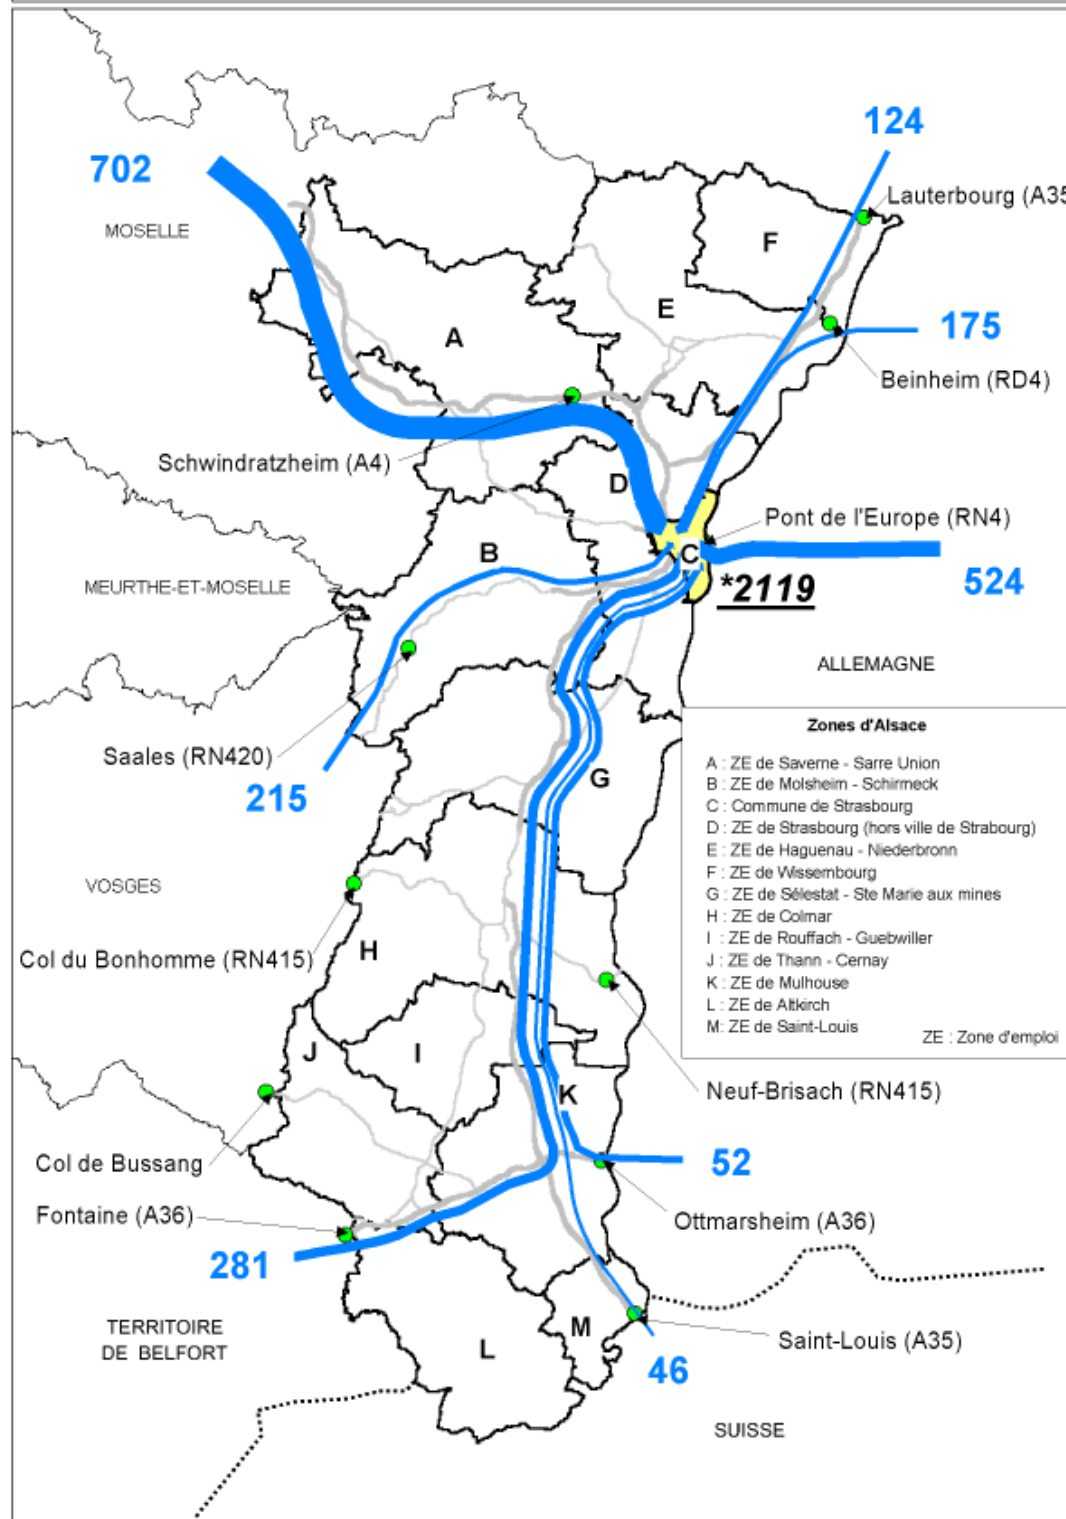 124
702
Lauterbourg (A35
MOSELLE
F
E
175
A
Beinheim (RD4)
Schwindratzheim (A4)
D
Pont de l'Europe (RN4)
B
C
MEURTHE-ET-MOSELLE
*2119
524
ALLEMAGNE
Saales (RN420)
215
G
Zones d'Alsace
A : ZE de Saverne - Sarre Union
B : ZE de Molsheim - Schirmeck
C : Commune de Strasbourg
D : ZE de Strasbourg (hors ville de Strabourg)
E : ZE de Haguenau - Niederbronn
F : ZE de Wissembourg
G : ZE de Sélestat - Ste Marie aux mines
H : ZE de Colmar
I : ZE de Rouffach - Guebwiller
J : ZE de Thann - Cernay
K : ZE de Mulhouse
L : ZE de Altkirch
M: ZE de Saint-Louis
ZE : Zone d'emploi
VOSGES
H
Col du Bonhomme (RN415)
J
I
K
Neuf-Brisach (RN415)
Col de Bussang
52
Fontaine (A36)
Ottmarsheim (A36)
281
TERRITOIRE
DE BELFORT
L
M
Saint-Louis (A35)
46
SUISSE